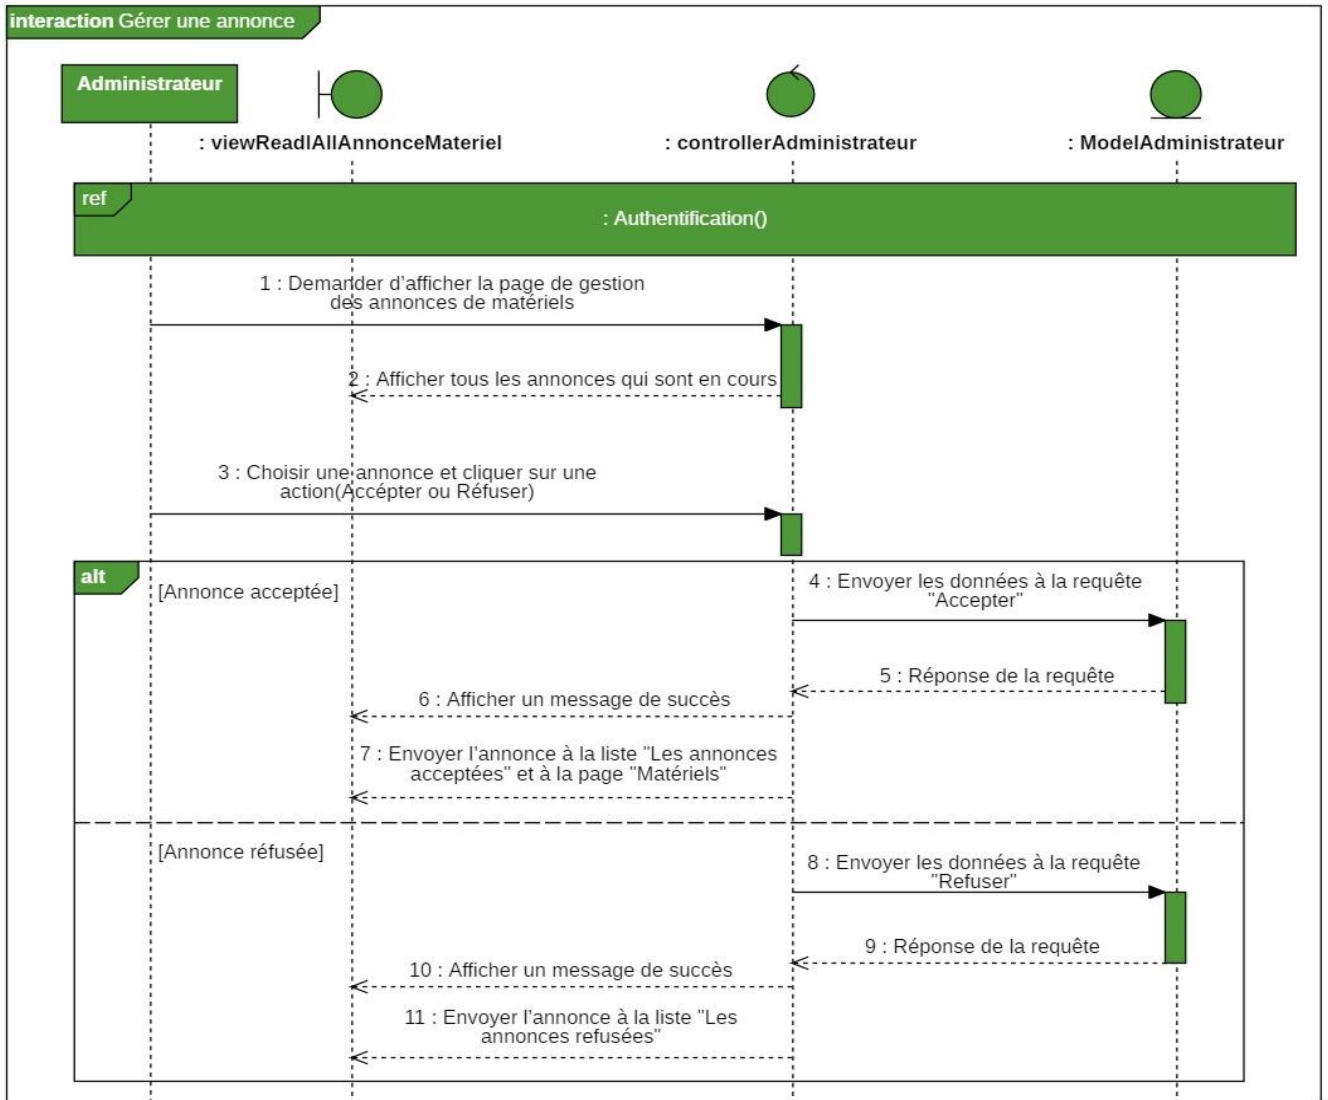 interaction Gérer une annonce
Administrateur
: viewReadlAllAnnonceMateriel
: controllerAdministrateur
: ModelAdministrateur
ref
: Authentification()
1 : Demander d'afficher la page de gestion
des annonces de matériels
2 : Afficher tous les annonces qui sont en cours
3 : Choisir une annonce et cliquer sur une
action(Accépter ou Réfuser)
alt
[Annonce acceptée]
4 : Envoyer les données à la requête
"Accepter"
5 : Réponse de la requête
6 : Afficher un message de succès
7 : Envoyer l'annonce à la liste "Les annonces
acceptées" et à la page "Matériels"
[Annonce réfusée]
8 : Envoyer les données à la requête
"Refuser"
9 : Réponse de la requête
10 : Afficher un message de succès
11 : Envoyer l'annonce à la liste "Les
annonces refusées"